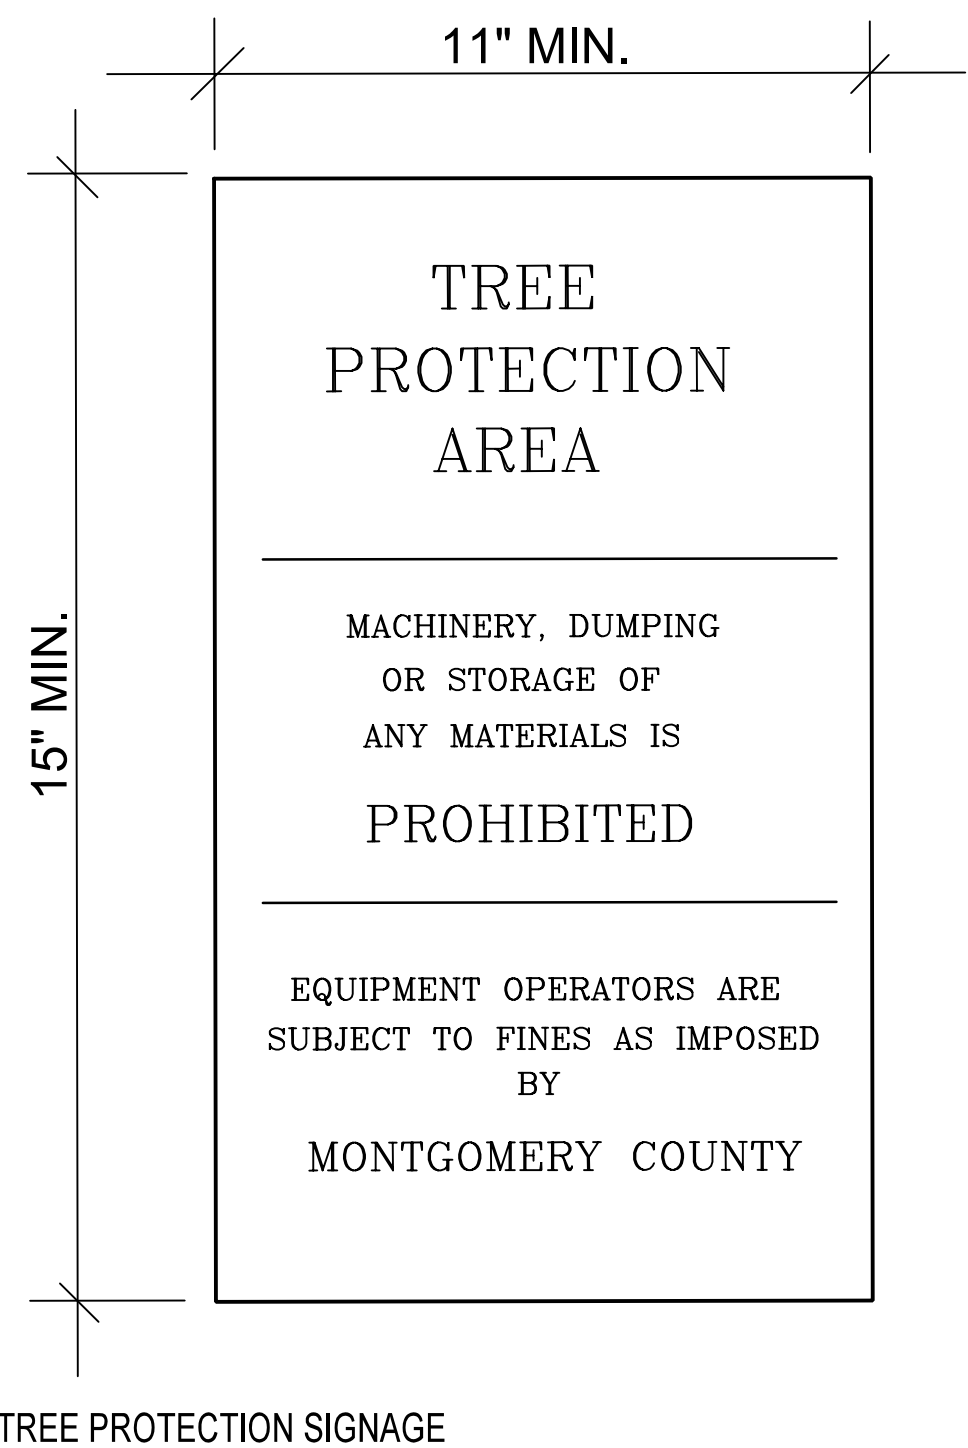 11" MIN.
15" MIN.
TREE
PROTECTION
AREA
MACHINERY, DUMPING
OR STORAGE OF
ANY MATERIALS IS
PROHIBITED
EQUIPMENT OPERATORS ARE
SUBJECT TO FINES AS IMPOSED
BY
MONTGOMERY COUNTY
TREE PROTECTION SIGNAGE